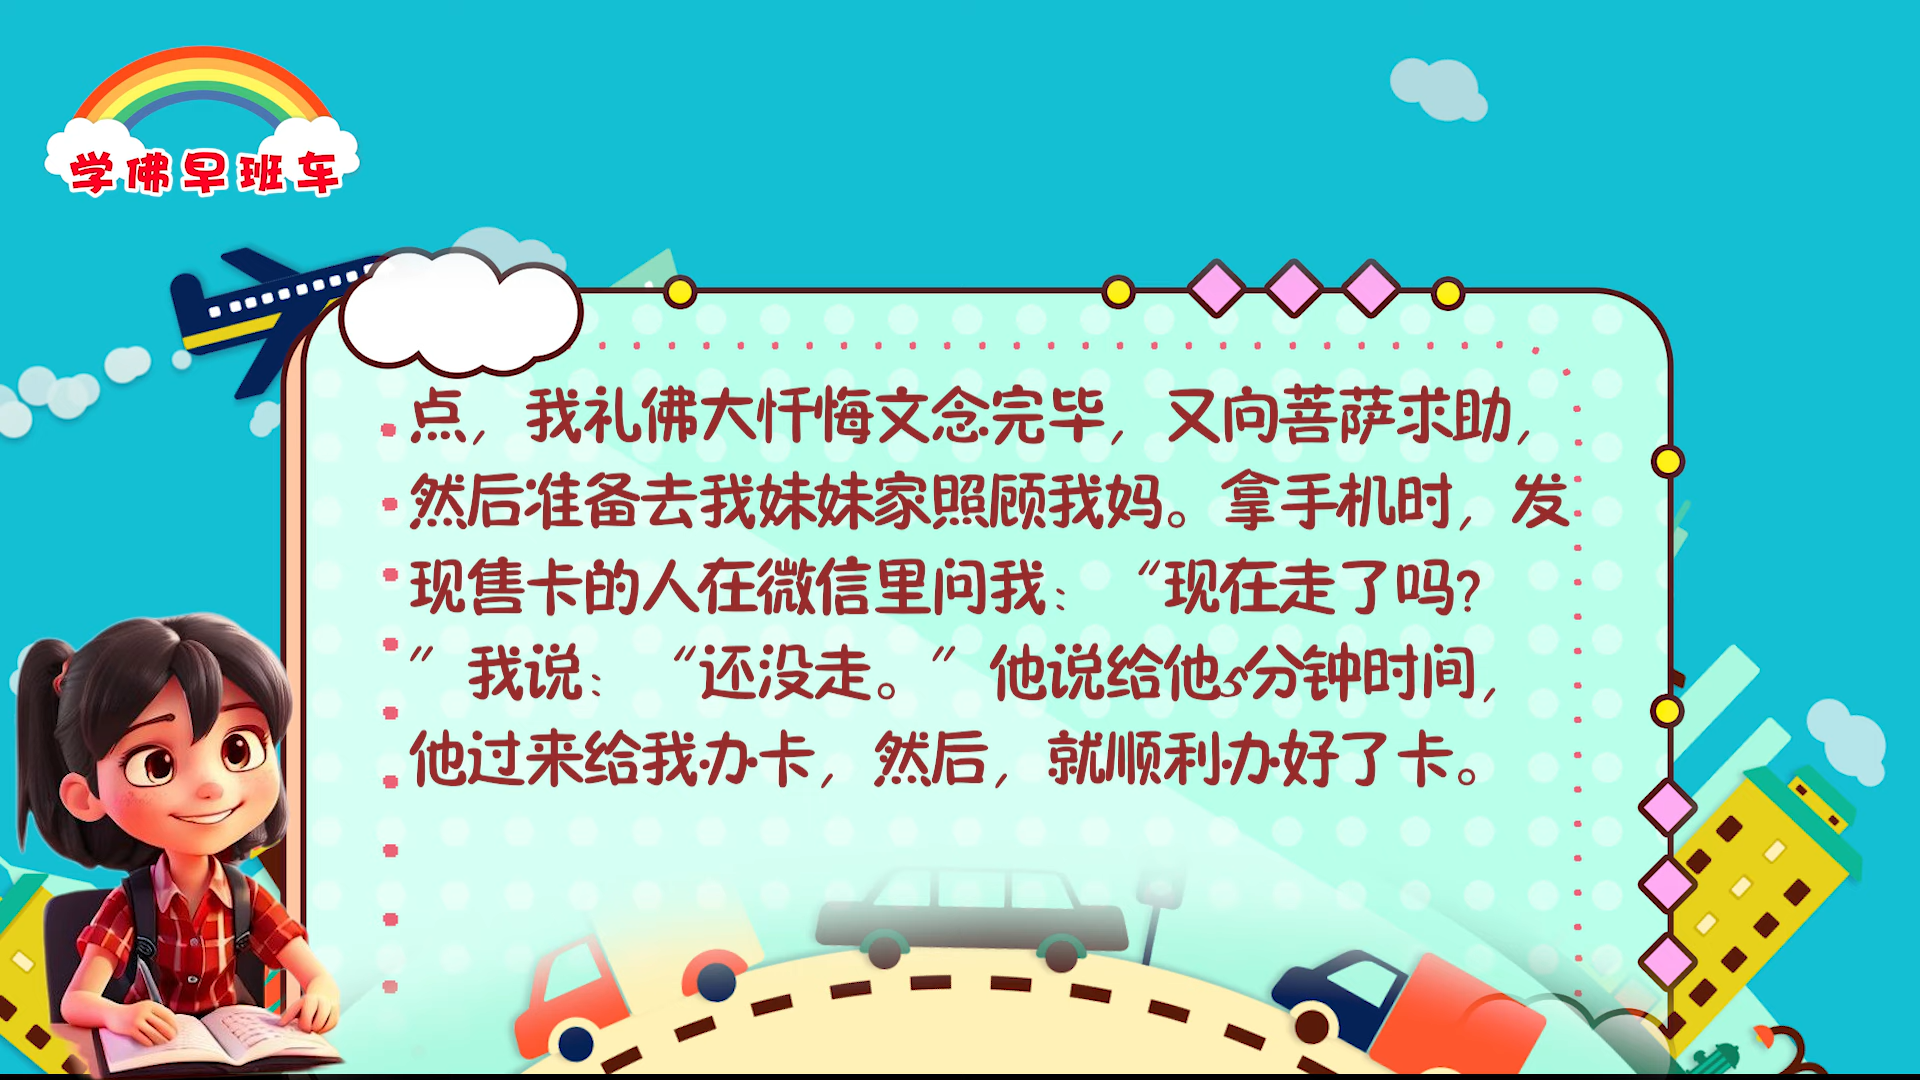 学佛早班车
点，我礼佛大忏悔文念完毕，又向菩萨求助，
然后准备去我妹妹家照顾我妈。拿手机时，发
现售卡的人在微信里问我：“现在走了吗？
”我说：“还没走。”他说给他5分钟时间，
他过来给我办卡，然后，就顺利办好了卡。